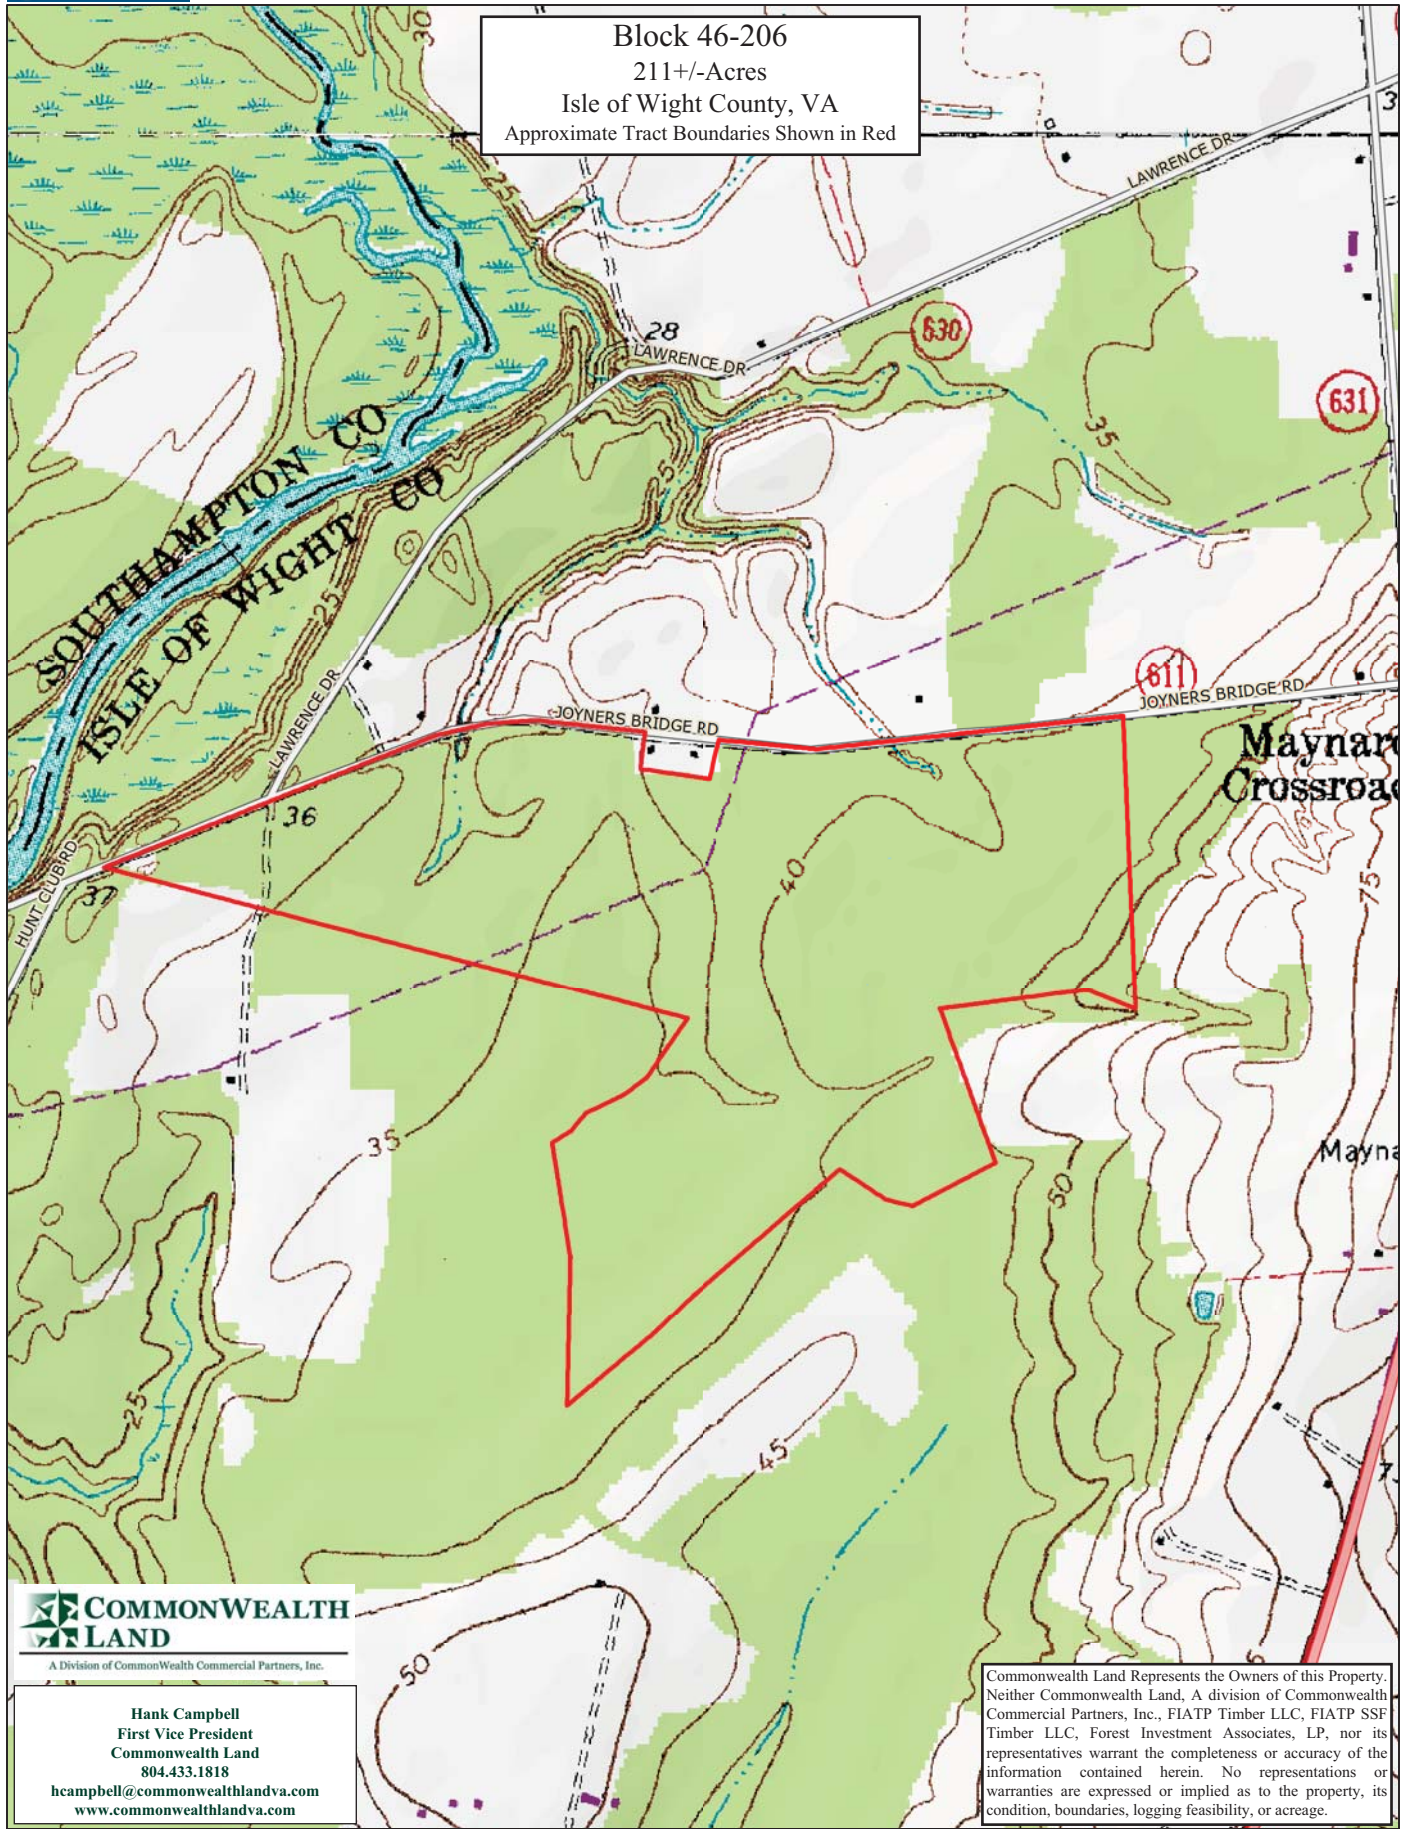 Block 46-206
211+/-Acres
Isle of Wight County, VA
Approximate Tract Boundaries Shown in Red
30
25
3
LAWRENCE DR
28
LAWRENCE DR
630
631
35
5
SOUTHAMPTON CO
ISLE OF WIGHT CO
25
LAWRENCE DR
611
JOYNERS BRIDGE RD
JOYNERS BRIDGE RD
Maynard
Crossroad
36
37
HUNT CLUB RD
40
75
35
50
Mayna
25
45
7
50
COMMONWEALTH
LAND
A Division of CommonWealth Commercial Partners, Inc.
Hank Campbell
First Vice President
Commonwealth Land
804.433.1818
hcampbell@commonwealthlandva.com
www.commonwealthlandva.com
Commonwealth Land Represents the Owners of this Property.
Neither Commonwealth Land, A division of Commonwealth
Commercial Partners, Inc., FIATP Timber LLC, FIATP SSF
Timber LLC, Forest Investment Associates, LP, nor its
representatives warrant the completeness or accuracy of the
information contained herein. No representations or
warranties are expressed or implied as to the property, its
condition, boundaries, logging feasibility, or acreage.